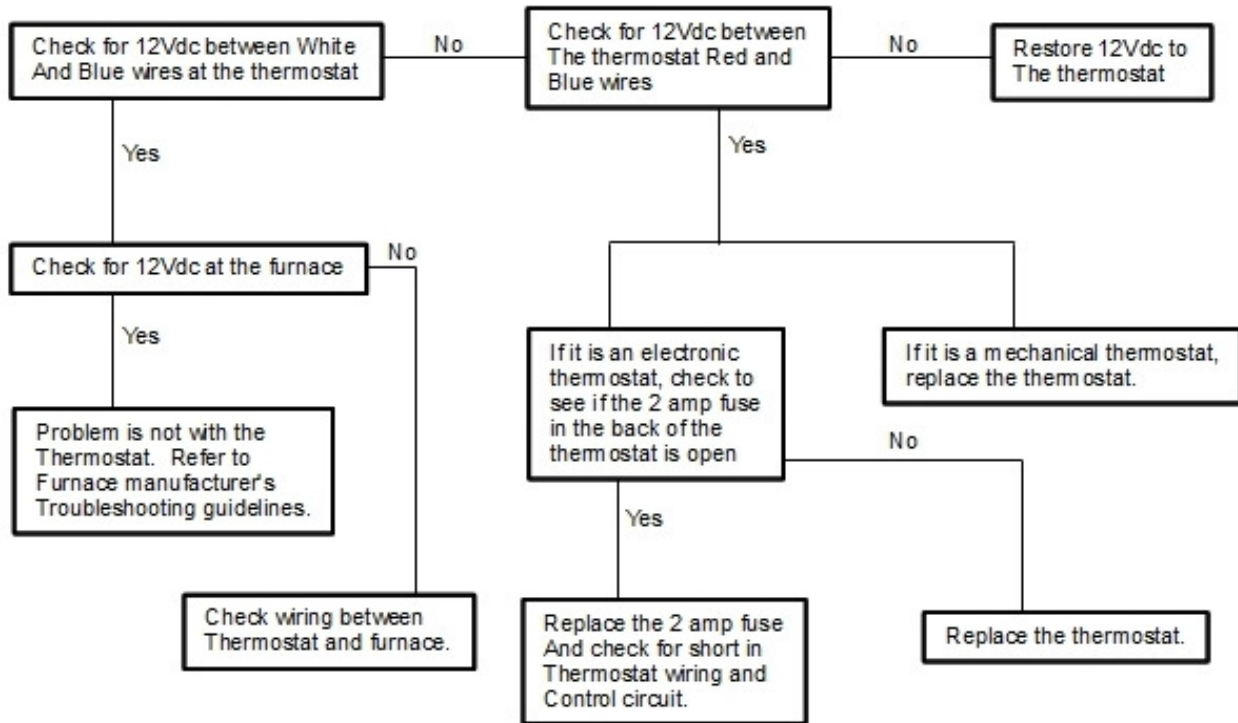 Check for 12Vdc between White
And Blue wires at the thermostat
No
Check for 12Vdc between
The thermostat Red and
Blue wires
No
Restore 12Vdc to
The thermostat
Yes
Yes
Check for 12Vdc at the furnace
No
Yes
If it is an electronic
thermostat, check to
see if the 2 amp fuse
in the back of the
thermostat is open
If it is a mechanical thermostat,
replace the thermostat.
Problem is not with the
Thermostat. Refer to
Furnace manufacturer's
Troubleshooting guidelines.
No
Yes
Check wiring between
Thermostat and furnace.
Replace the 2 amp fuse
And check for short in
Thermostat wiring and
Control circuit.
Replace the thermostat.